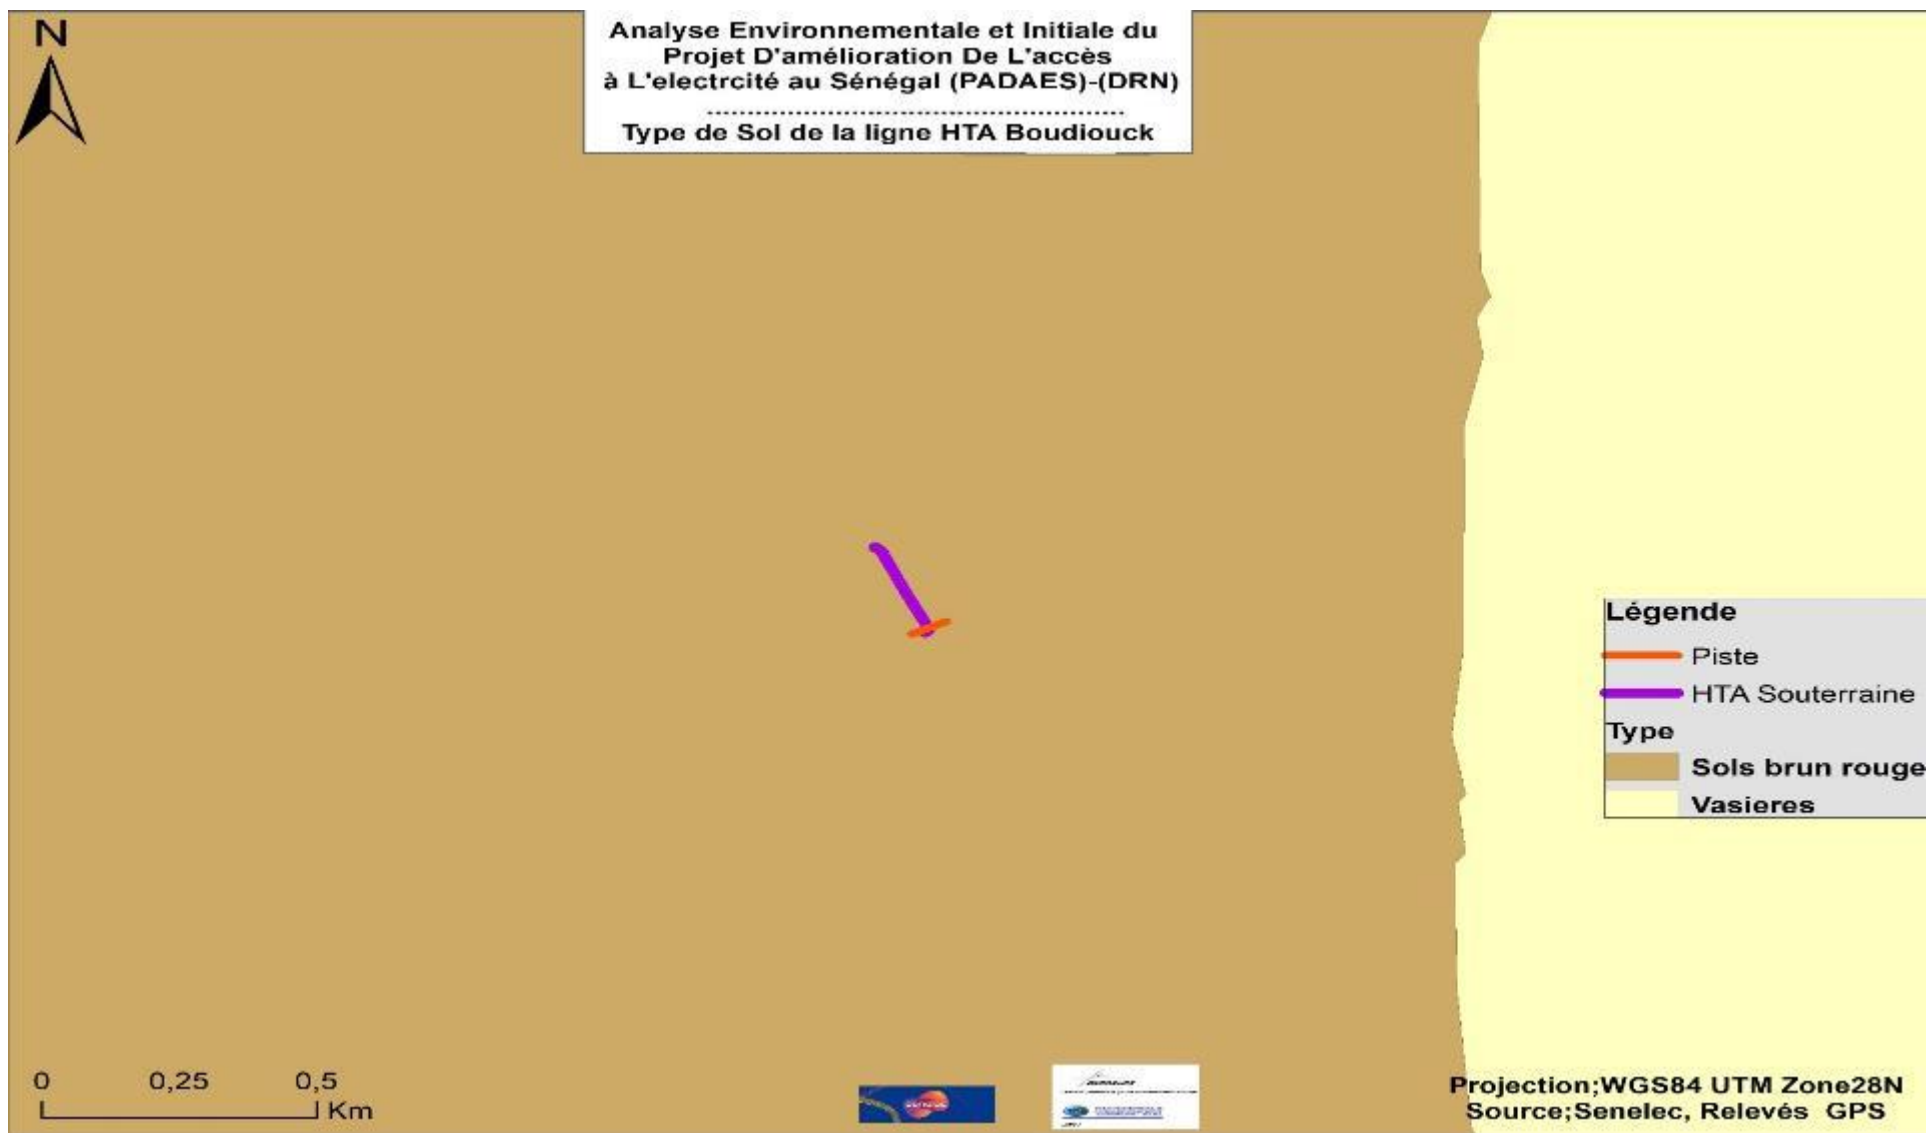 N
Analyse Environnementale et Initiale du
Projet D'amélioration De L'accès
à L'electrcité au Sénégal (PADAES)-(DRN)
Type de Sol de la ligne HTA Boudiouck
Légende
Piste
HTA Souterraine
Type
Sols brun rouge
Vasieres
0 0,25 0,5
Km
Projection;WGS84 UTM Zone28N
Source;Senelec, Relevés GPS